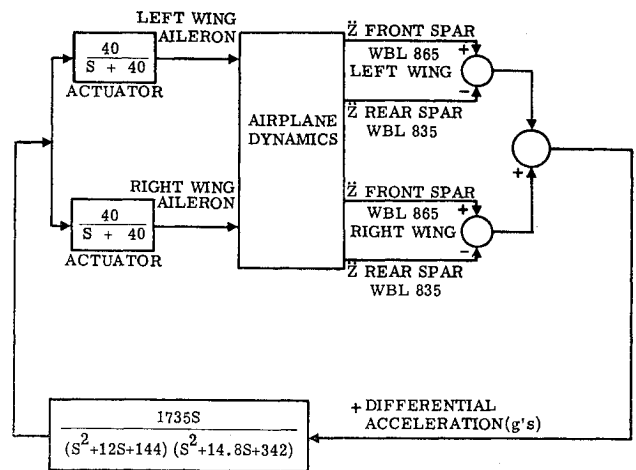 LEFT WING
AILERON
40
S + 40
ACTUATOR
Z̈ FRONT SPAR
WBL 865
LEFT WING
+
−
Z̈ REAR SPAR
WBL 835
AIRPLANE
DYNAMICS
+
RIGHT WING
AILERON
40
S + 40
ACTUATOR
Z̈ FRONT SPAR
WBL 865
RIGHT WING
+
−
Z̈ REAR SPAR
WBL 835
1735S
(S²+12S+144) (S²+14.8S+342)
+ DIFFERENTIAL
ACCELERATION(g's)